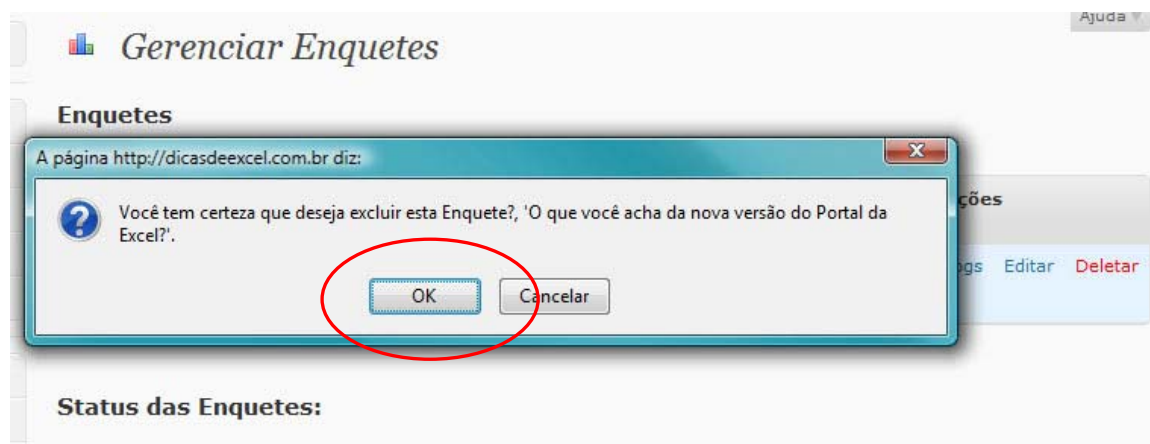 Ajuda
Gerenciar Enquetes
Enquetes
A página http://dicasdeexcel.com.br diz:
Você tem certeza que deseja excluir esta Enquete?, 'O que você acha da nova versão do Portal da
Excel?'.
ções
OK Cancelar
ogs Editar Deletar
Status das Enquetes: